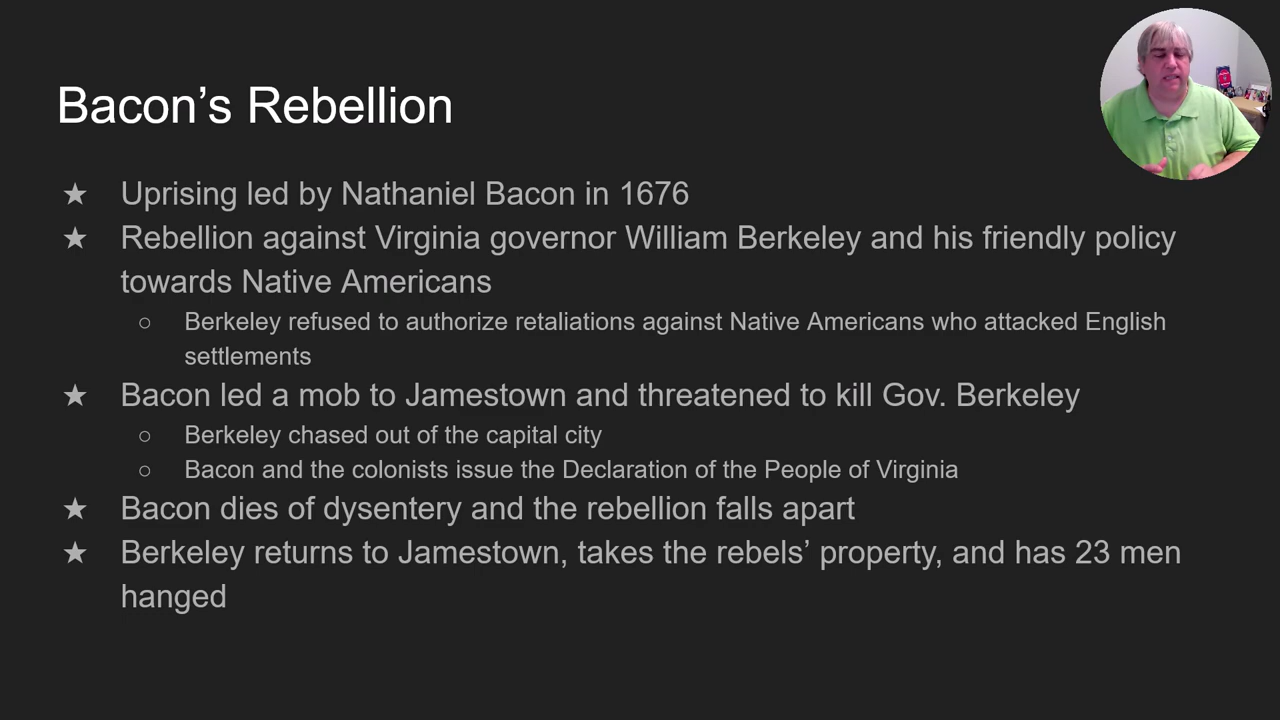 Bacon’s Rebellion
★ Uprising led by Nathaniel Bacon in 1676
★ Rebellion against Virginia governor William Berkeley and his friendly policy
towards Native Americans
○ Berkeley refused to authorize retaliations against Native Americans who attacked English
settlements
★ Bacon led a mob to Jamestown and threatened to kill Gov. Berkeley
○ Berkeley chased out of the capital city
○ Bacon and the colonists issue the Declaration of the People of Virginia
★ Bacon dies of dysentery and the rebellion falls apart
★ Berkeley returns to Jamestown, takes the rebels’ property, and has 23 men
hanged